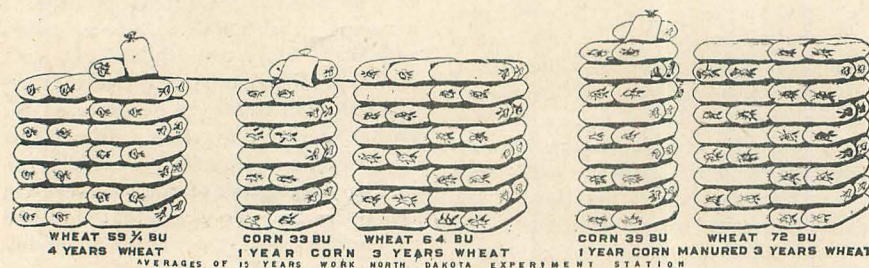 WHEAT 59 3/4 BU CORN 33 BU WHEAT 64 BU CORN 39 BU WHEAT 72 BU
4 YEARS WHEAT 1 YEAR CORN 3 YEARS WHEAT 1 YEAR CORN MANURED 3 YEARS WHEAT
AVERAGES OF 15 YEARS WORK NORTH DAKOTA EXPERIMENT STATION